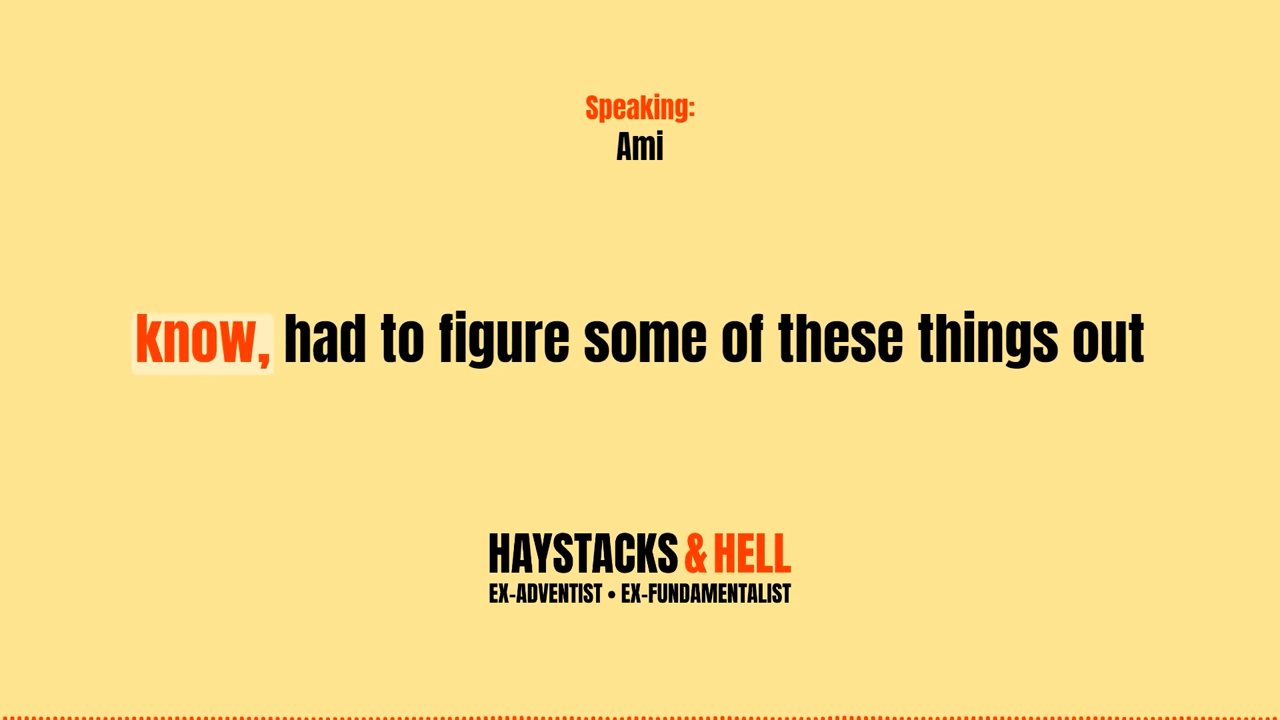 Speaking:
Ami
know, had to figure some of these things out
HAYSTACKS & HELL
EX-ADVENTIST • EX-FUNDAMENTALIST